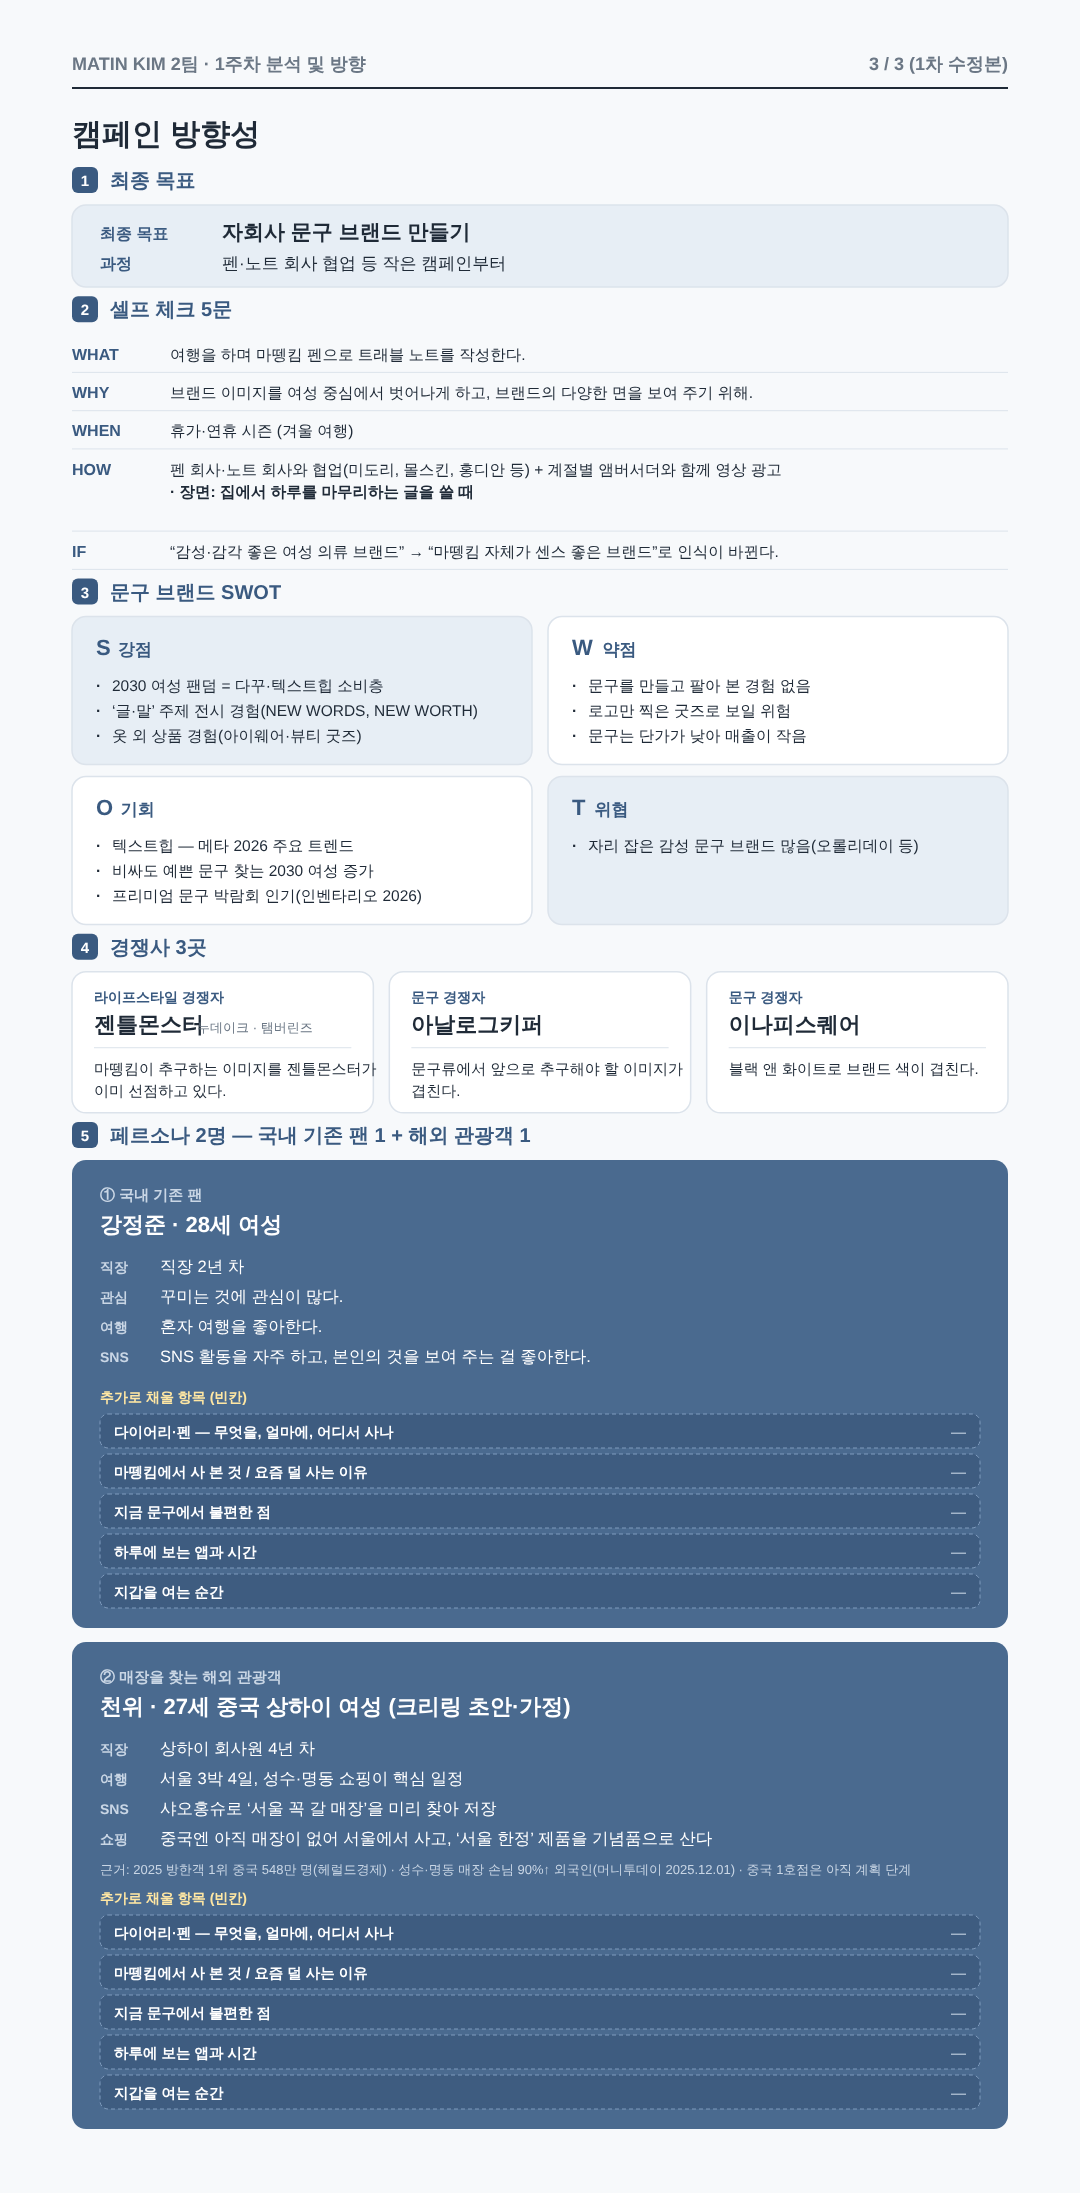 MATIN KIM 2팀 · 1주차 분석 및 방향
3 / 3 (1차 수정본)
캠페인 방향성
1 최종 목표
최종 목표 자회사 문구 브랜드 만들기
과정 펜·노트 회사 협업 등 작은 캠페인부터
2 셀프 체크 5문
WHAT 여행을 하며 마뗑킴 펜으로 트래블 노트를 작성한다.
WHY 브랜드 이미지를 여성 중심에서 벗어나게 하고, 브랜드의 다양한 면을 보여 주기 위해.
WHEN 휴가·연휴 시즌 (겨울 여행)
HOW 펜 회사·노트 회사와 협업(미도리, 몰스킨, 홍디안 등) + 계절별 앰버서더와 함께 영상 광고
· 장면: 집에서 하루를 마무리하는 글을 쓸 때
IF “감성·감각 좋은 여성 의류 브랜드” → “마뗑킴 자체가 센스 좋은 브랜드”로 인식이 바뀐다.
3 문구 브랜드 SWOT
S 강점
· 2030 여성 팬덤 = 다꾸·텍스트힙 소비층
· ‘글·말’ 주제 전시 경험(NEW WORDS, NEW WORTH)
· 옷 외 상품 경험(아이웨어·뷰티 굿즈)
W 약점
· 문구를 만들고 팔아 본 경험 없음
· 로고만 찍은 굿즈로 보일 위험
· 문구는 단가가 낮아 매출이 작음
O 기회
· 텍스트힙 — 메타 2026 주요 트렌드
· 비싸도 예쁜 문구 찾는 2030 여성 증가
· 프리미엄 문구 박람회 인기(인벤타리오 2026)
T 위협
· 자리 잡은 감성 문구 브랜드 많음(오롤리데이 등)
4 경쟁사 3곳
라이프스타일 경쟁자
젠틀몬스터 누데이크 · 탬버린즈
마뗑킴이 추구하는 이미지를 젠틀몬스터가
이미 선점하고 있다.
문구 경쟁자
아날로그키퍼
문구류에서 앞으로 추구해야 할 이미지가
겹친다.
문구 경쟁자
이나피스퀘어
블랙 앤 화이트로 브랜드 색이 겹친다.
5 페르소나 2명 — 국내 기존 팬 1 + 해외 관광객 1
① 국내 기존 팬
강정준 · 28세 여성
직장 직장 2년 차
관심 꾸미는 것에 관심이 많다.
여행 혼자 여행을 좋아한다.
SNS SNS 활동을 자주 하고, 본인의 것을 보여 주는 걸 좋아한다.
추가로 채울 항목 (빈칸)
다이어리·펜 — 무엇을, 얼마에, 어디서 사나 —
마뗑킴에서 사 본 것 / 요즘 덜 사는 이유 —
지금 문구에서 불편한 점 —
하루에 보는 앱과 시간 —
지갑을 여는 순간 —
② 매장을 찾는 해외 관광객
천위 · 27세 중국 상하이 여성 (크리링 초안·가정)
직장 상하이 회사원 4년 차
여행 서울 3박 4일, 성수·명동 쇼핑이 핵심 일정
SNS 샤오홍슈로 ‘서울 꼭 갈 매장’을 미리 찾아 저장
쇼핑 중국엔 아직 매장이 없어 서울에서 사고, ‘서울 한정’ 제품을 기념품으로 산다
근거: 2025 방한객 1위 중국 548만 명(헤럴드경제) · 성수·명동 매장 손님 90%↑ 외국인(머니투데이 2025.12.01) · 중국 1호점은 아직 계획 단계
추가로 채울 항목 (빈칸)
다이어리·펜 — 무엇을, 얼마에, 어디서 사나 —
마뗑킴에서 사 본 것 / 요즘 덜 사는 이유 —
지금 문구에서 불편한 점 —
하루에 보는 앱과 시간 —
지갑을 여는 순간 —